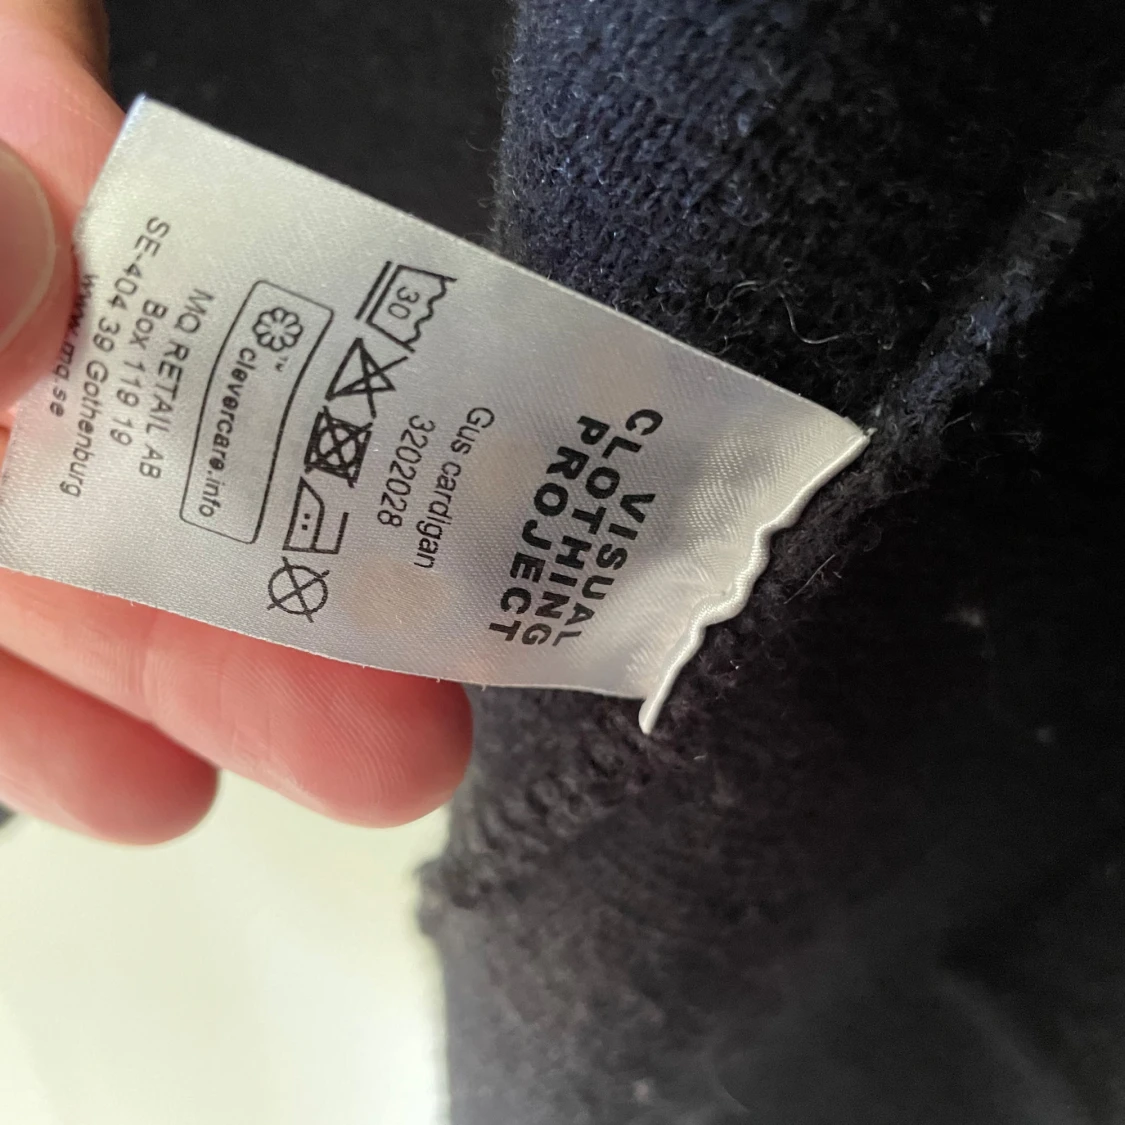 VISUAL
CLOTHING
PROJECT
Gus cardigan
3202028
30
clevercare.info™
MQ RETAIL AB
Box 119 19
SE-404 39 Gothenburg
www.mq.se